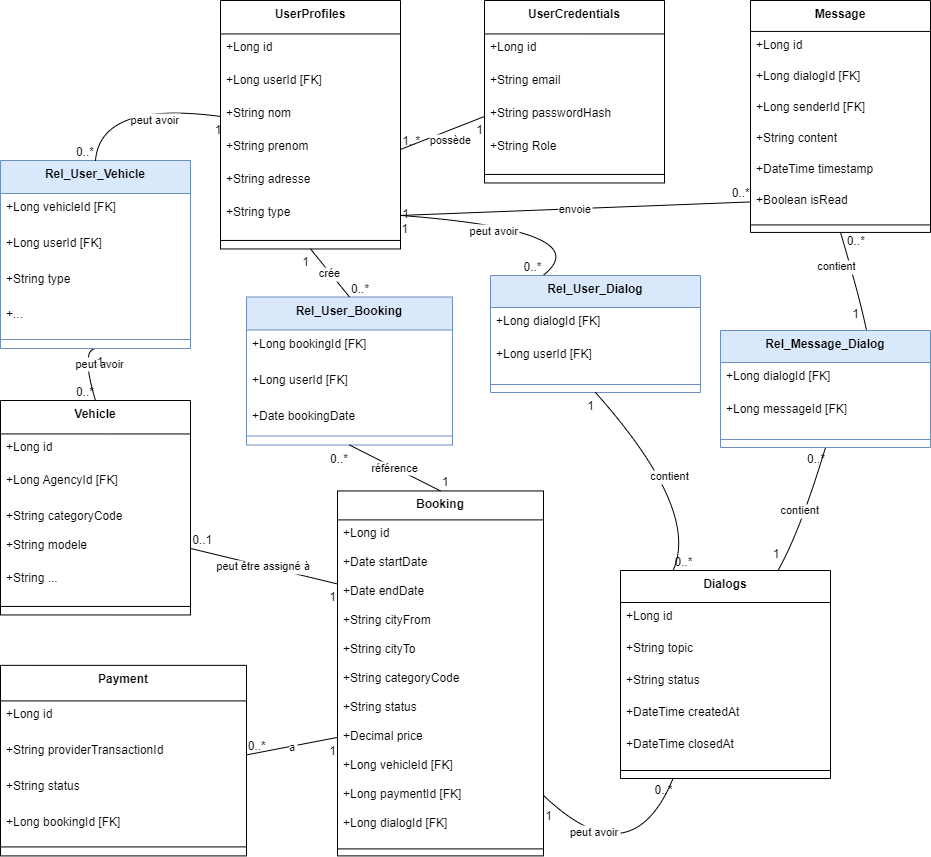 UserProfiles
+Long id
+Long userId [FK]
+String nom
+String prenom
+String adresse
+String type
UserCredentials
+Long id
+String email
+String passwordHash
+String Role
Message
+Long id
+Long dialogId [FK]
+Long senderId [FK]
+String content
+DateTime timestamp
+Boolean isRead
peut avoir
1
0..*
1..*
possède
1
1
envoie
0..*
1
peut avoir
0..*
1
crée
0..*
0..*
contient
1
Rel_User_Vehicle
+Long vehicleId [FK]
+Long userId [FK]
+String type
+...
Rel_User_Booking
+Long bookingId [FK]
+Long userId [FK]
+Date bookingDate
Rel_User_Dialog
+Long dialogId [FK]
+Long userId [FK]
Rel_Message_Dialog
+Long dialogId [FK]
+Long messageId [FK]
1
peut avoir
0..*
0..*
référence
1
1
contient
0..*
0..*
contient
1
Vehicle
+Long id
+Long AgencyId [FK]
+String categoryCode
+String modele
+String ...
0..1
peut être assigné à
1
Booking
+Long id
+Date startDate
+Date endDate
+String cityFrom
+String cityTo
+String categoryCode
+String status
+Decimal price
+Long vehicleId [FK]
+Long paymentId [FK]
+Long dialogId [FK]
Dialogs
+Long id
+String topic
+String status
+DateTime createdAt
+DateTime closedAt
Payment
+Long id
+String providerTransactionId
+String status
+Long bookingId [FK]
0..*
a
1
0..*
1
peut avoir